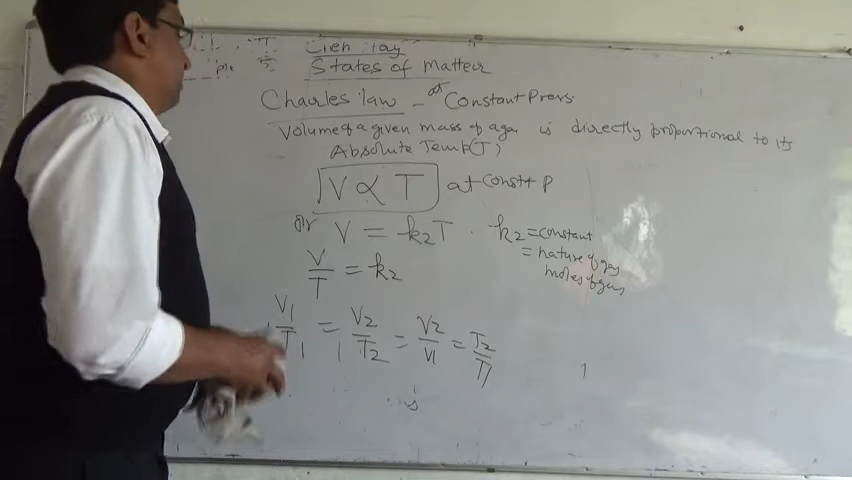 States of Matter
Charles law - at Constant Press.
Volume of a given mass of a gas is directly proportional to its
Absolute Temp(T)
V ∝ T at Constt P
or V = k2T . k2 = constant
= nature of gas
moles of gas
V/T = k2
V1/T1 = V2/T2 = V2/V1 = T2/T1